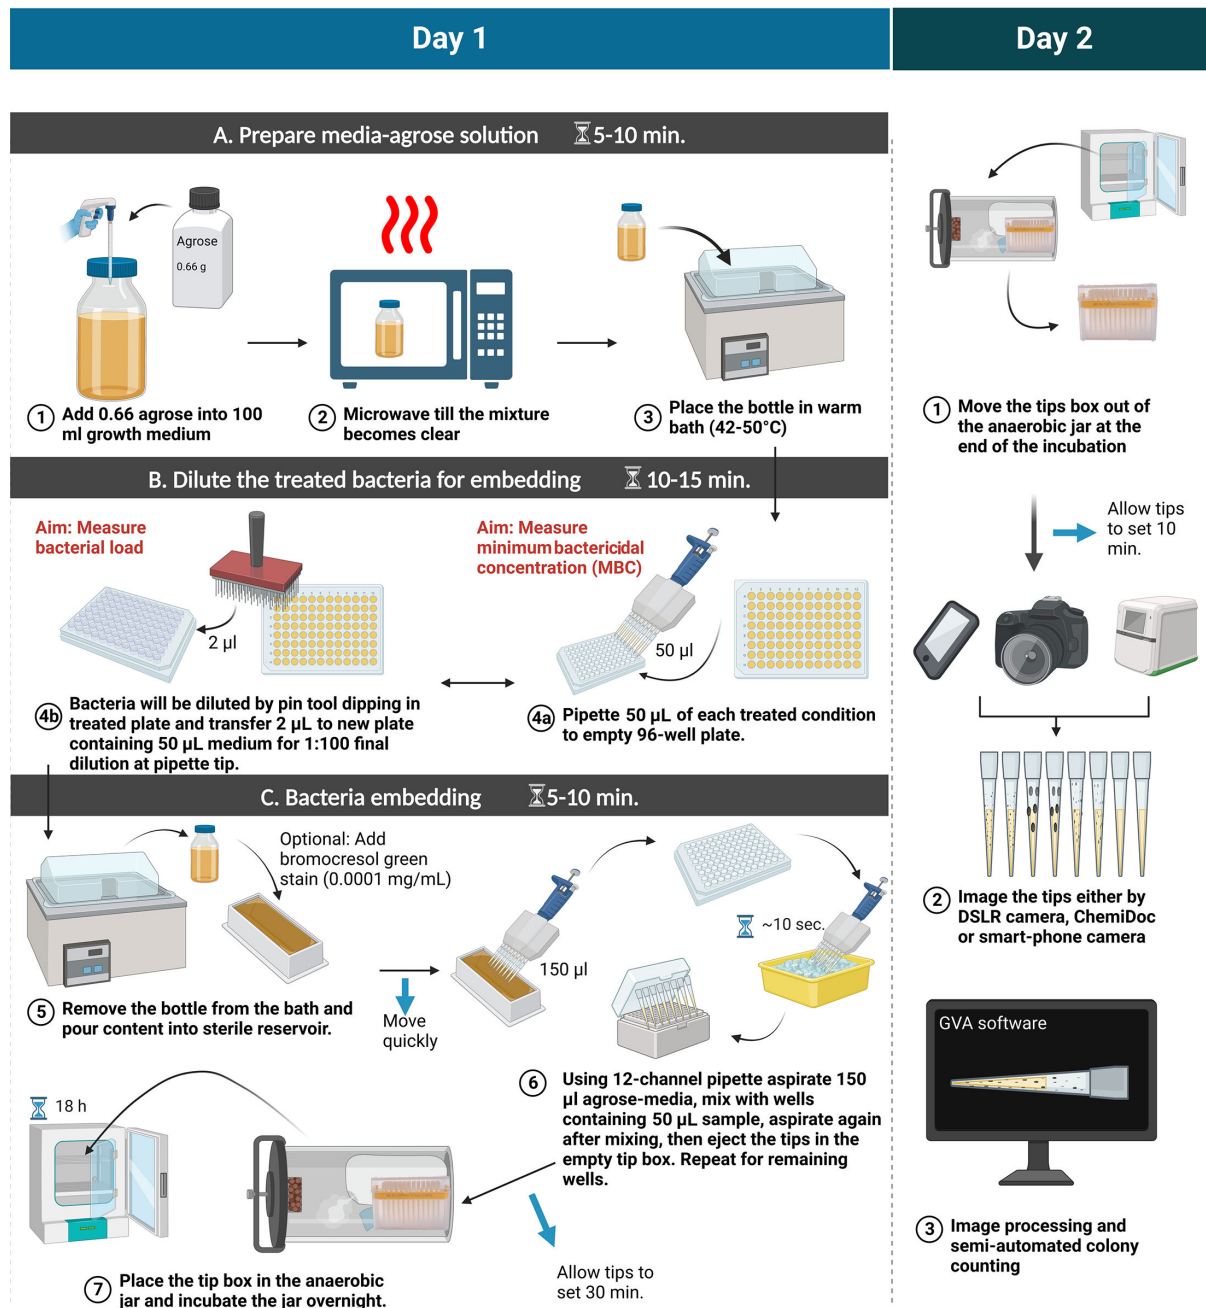 Day 1
Day 2
A. Prepare media-agrose solution 5-10 min.
Agrose
0.66 g
1 Add 0.66 agrose into 100
ml growth medium
2 Microwave till the mixture
becomes clear
3 Place the bottle in warm
bath (42-50°C)
B. Dilute the treated bacteria for embedding 10-15 min.
Aim: Measure
bacterial load
2 µl
Aim: Measure
minimum bactericidal
concentration (MBC)
50 µl
4b Bacteria will be diluted by pin tool dipping in
treated plate and transfer 2 µL to new plate
containing 50 µL medium for 1:100 final
dilution at pipette tip.
4a Pipette 50 µL of each treated condition
to empty 96-well plate.
C. Bacteria embedding 5-10 min.
Optional: Add
bromocresol green
stain (0.0001 mg/mL)
150 µl
~10 sec.
5 Remove the bottle from the bath and
pour content into sterile reservoir.
Move
quickly
6 Using 12-channel pipette aspirate 150
µl agrose-media, mix with wells
containing 50 µL sample, aspirate again
after mixing, then eject the tips in the
empty tip box. Repeat for remaining
wells.
18 h
7 Place the tip box in the anaerobic
jar and incubate the jar overnight.
Allow tips to
set 30 min.
1 Move the tips box out of
the anaerobic jar at the
end of the incubation
Allow tips
to set 10
min.
2 Image the tips either by
DSLR camera, ChemiDoc
or smart-phone camera
GVA software
3 Image processing and
semi-automated colony
counting